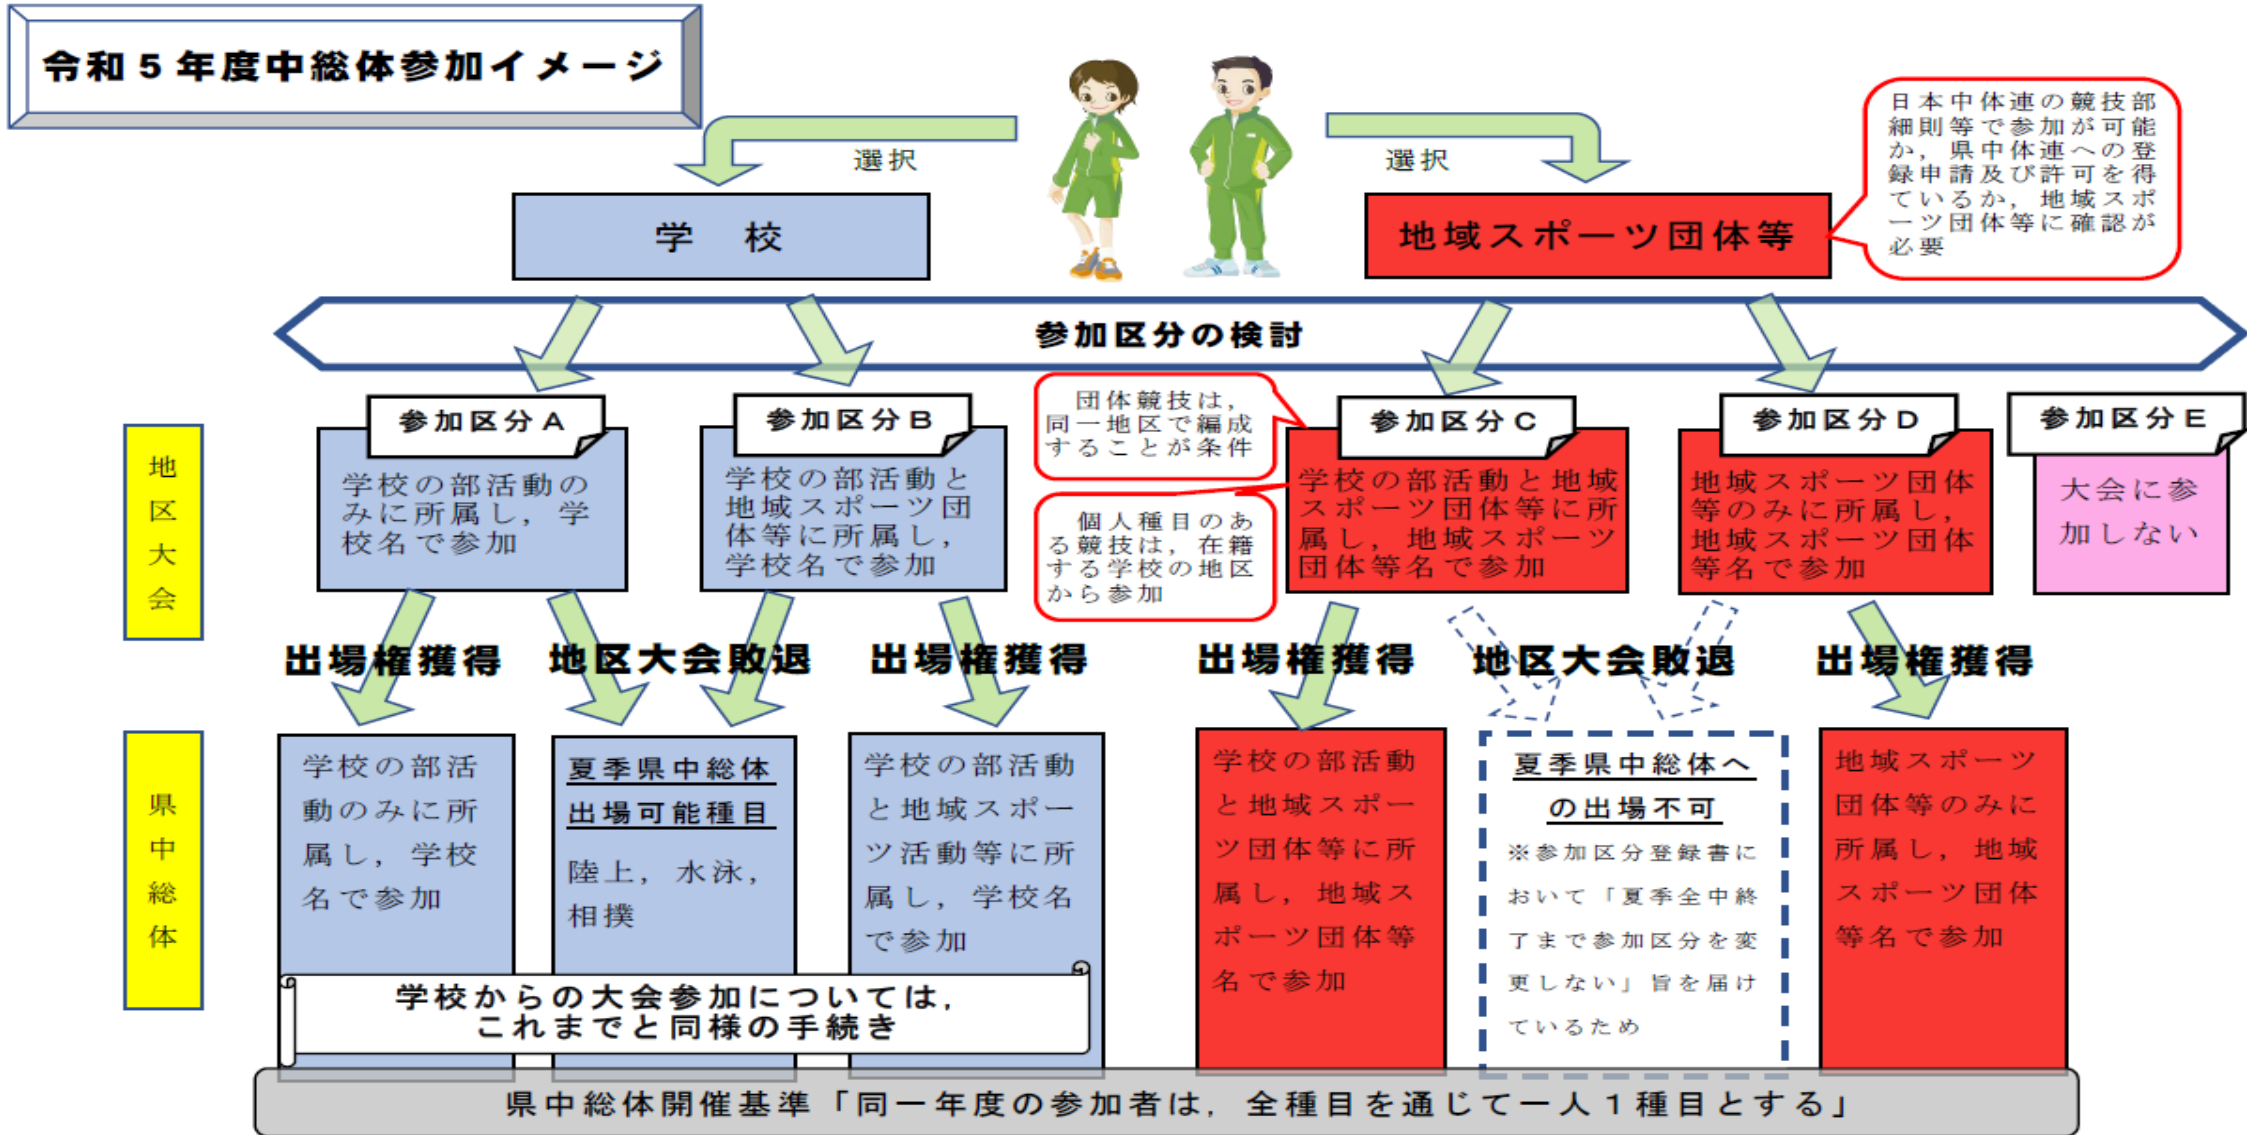 令和５年度中総体参加イメージ
選択
選択
学　校
地域スポーツ団体等
日本中体連の競技部
細則等で参加が可能
か，県中体連への登
録申請及び許可を得
ているか，地域スポ
ーツ団体等に確認が
必要
参加区分の検討
地区大会
参加区分Ａ
学校の部活動の
みに所属し，学
校名で参加
参加区分Ｂ
学校の部活動と
地域スポーツ団
体等に所属し，
学校名で参加
団体競技は，
同一地区で編成
することが条件
個人種目のあ
る競技は，在籍
する学校の地区
から参加
参加区分Ｃ
学校の部活動と地域
スポーツ団体等に所
属し，地域スポーツ
団体等名で参加
参加区分Ｄ
地域スポーツ団体
等のみに所属し，
地域スポーツ団体
等名で参加
参加区分Ｅ
大会に参
加しない
出場権獲得
地区大会敗退
出場権獲得
出場権獲得
地区大会敗退
出場権獲得
県中総体
学校の部活
動のみに所
属し，学校
名で参加
夏季県中総体
出場可能種目
陸上，水泳，
相撲
学校の部活動
と地域スポー
ツ活動等に所
属し，学校名
で参加
学校の部活動
と地域スポー
ツ団体等に所
属し，地域ス
ポーツ団体等
名で参加
夏季県中総体へ
の出場不可
※参加区分登録書に
おいて「夏季全中終
了まで参加区分を変
更しない」旨を届け
ているため
地域スポーツ
団体等のみに
所属し，地域
スポーツ団体
等名で参加
学校からの大会参加については，
これまでと同様の手続き
県中総体開催基準「同一年度の参加者は，全種目を通じて一人１種目とする」